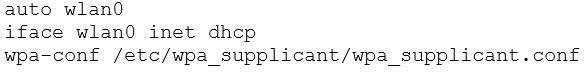 auto wlan0
iface wlan0 inet dhcp
wpa-conf /etc/wpa_supplicant/wpa_supplicant.conf